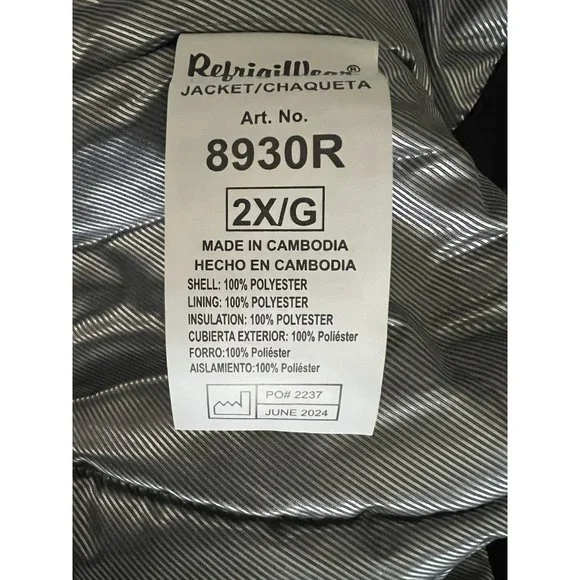 RefrigiWear®
JACKET/CHAQUETA
Art. No.
8930R
2X/G
MADE IN CAMBODIA
HECHO EN CAMBODIA
SHELL: 100% POLYESTER
LINING: 100% POLYESTER
INSULATION: 100% POLYESTER
CUBIERTA EXTERIOR: 100% Poliéster
FORRO:100% Poliéster
AISLAMIENTO:100% Poliéster
PO# 2237
JUNE 2024